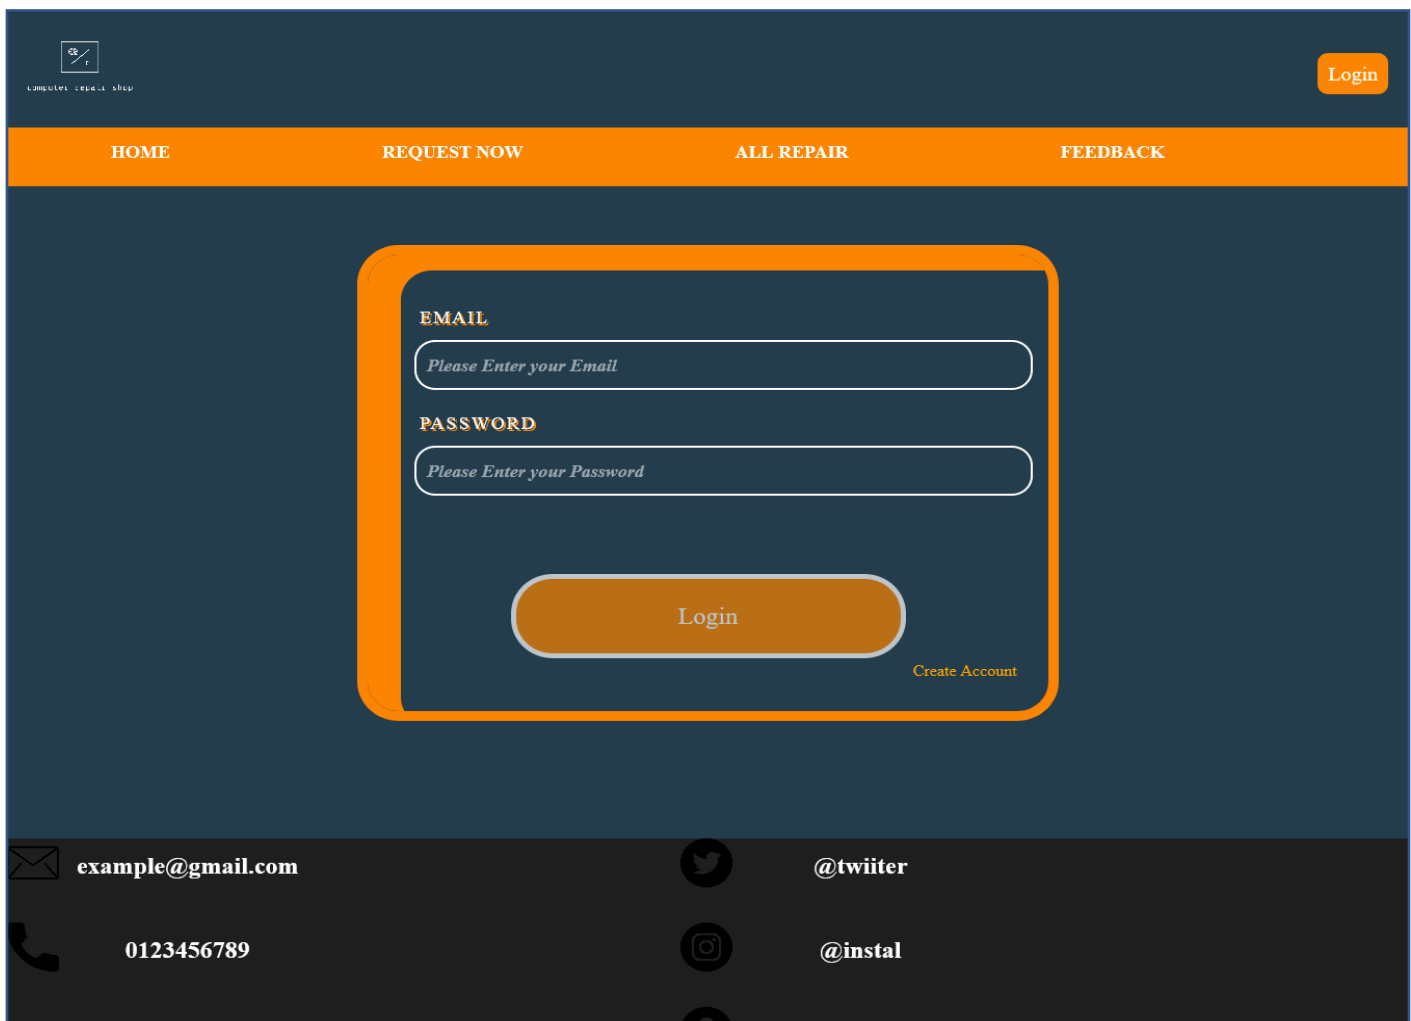 computer repair shop
Login
HOME
REQUEST NOW
ALL REPAIR
FEEDBACK
EMAIL
Please Enter your Email
PASSWORD
Please Enter your Password
Login
Create Account
example@gmail.com
@twiiter
0123456789
@instal